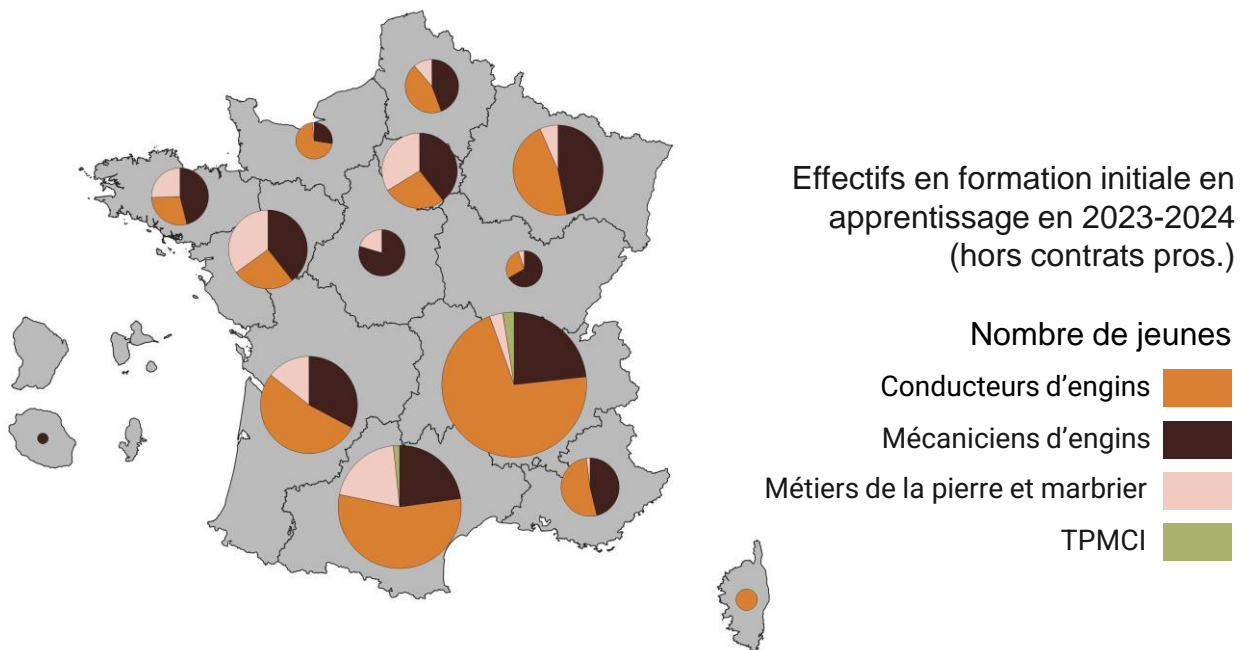 Effectifs en formation initiale en
apprentissage en 2023-2024
(hors contrats pros.)
Nombre de jeunes
Conducteurs d'engins
Mécaniciens d'engins
Métiers de la pierre et marbrier
TPMCI